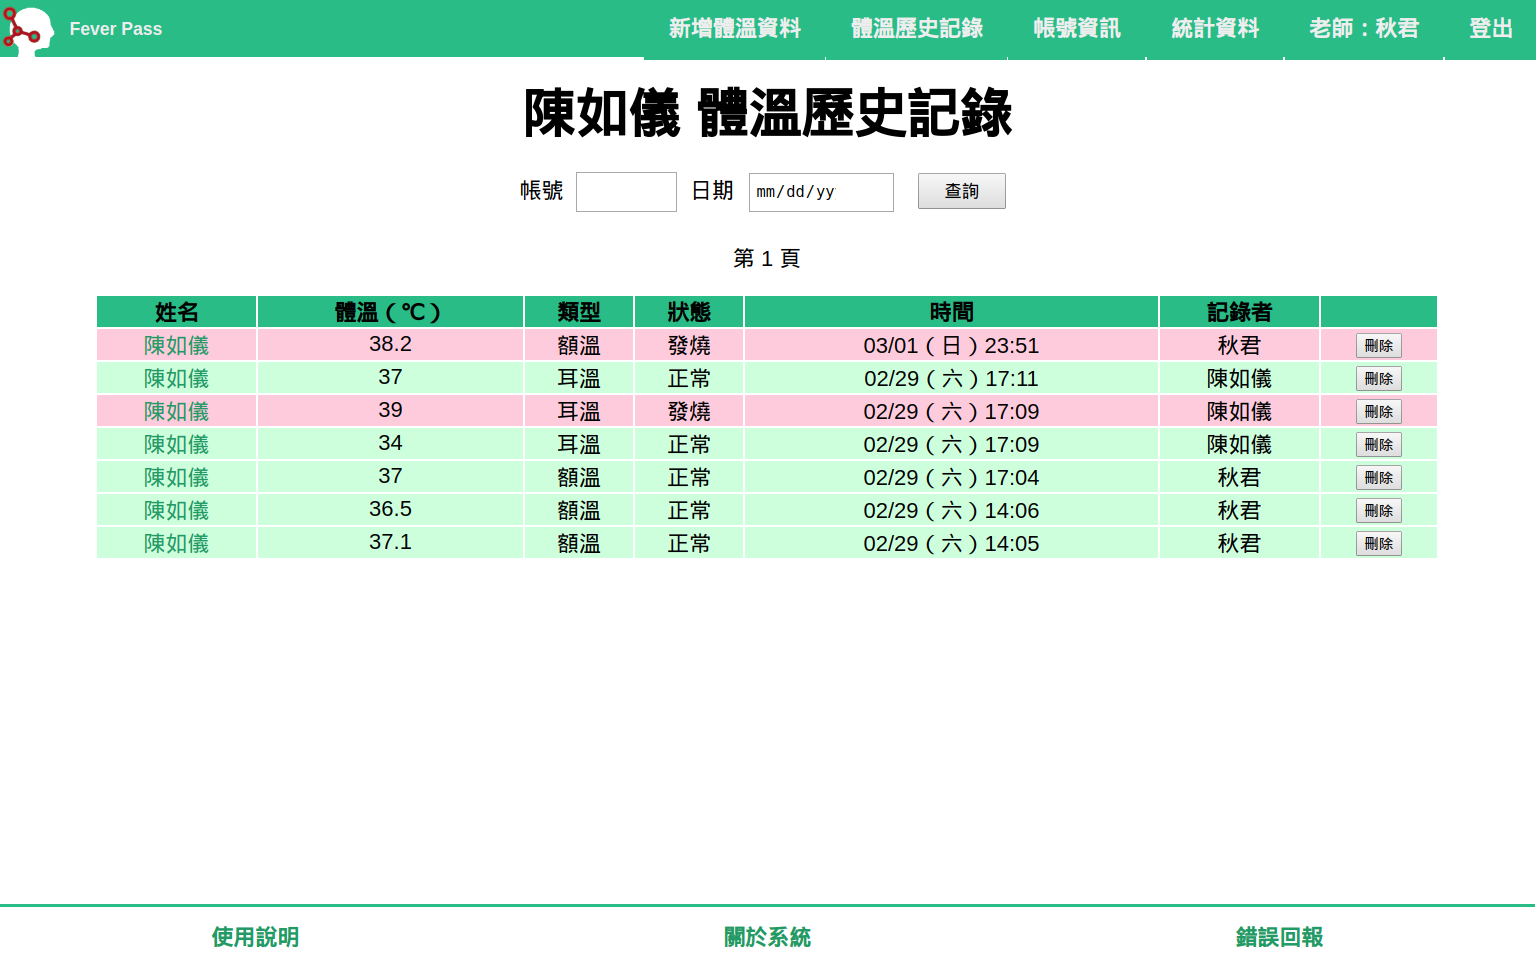 Fever Pass 新增體溫資料 體溫歷史記錄 帳號資訊 統計資料 老師：秋君 登出
陳如儀 體溫歷史記錄
帳號 日期 mm/dd/yy 查詢
第 1 頁
姓名 體溫（℃） 類型 狀態 時間 記錄者
陳如儀 38.2 額溫 發燒 03/01（日）23:51 秋君 刪除
陳如儀 37 耳溫 正常 02/29（六）17:11 陳如儀 刪除
陳如儀 39 耳溫 發燒 02/29（六）17:09 陳如儀 刪除
陳如儀 34 耳溫 正常 02/29（六）17:09 陳如儀 刪除
陳如儀 37 額溫 正常 02/29（六）17:04 秋君 刪除
陳如儀 36.5 額溫 正常 02/29（六）14:06 秋君 刪除
陳如儀 37.1 額溫 正常 02/29（六）14:05 秋君 刪除
使用說明 關於系統 錯誤回報